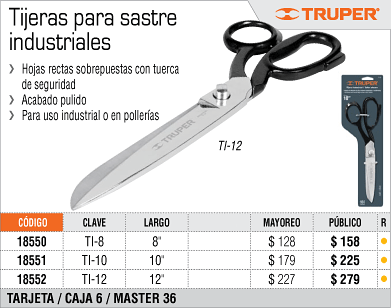 Tijeras para sastre
industriales
TRUPER
Hojas rectas sobrepuestas con tuerca
de seguridad
Acabado pulido
Para uso industrial o en pollerías
TRUPER
TI-12
CÓDIGO CLAVE LARGO MAYOREO PÚBLICO R
18550 TI-8 8" $ 128 $ 158
18551 TI-10 10" $ 179 $ 225
18552 TI-12 12" $ 227 $ 279
TARJETA / CAJA 6 / MASTER 36